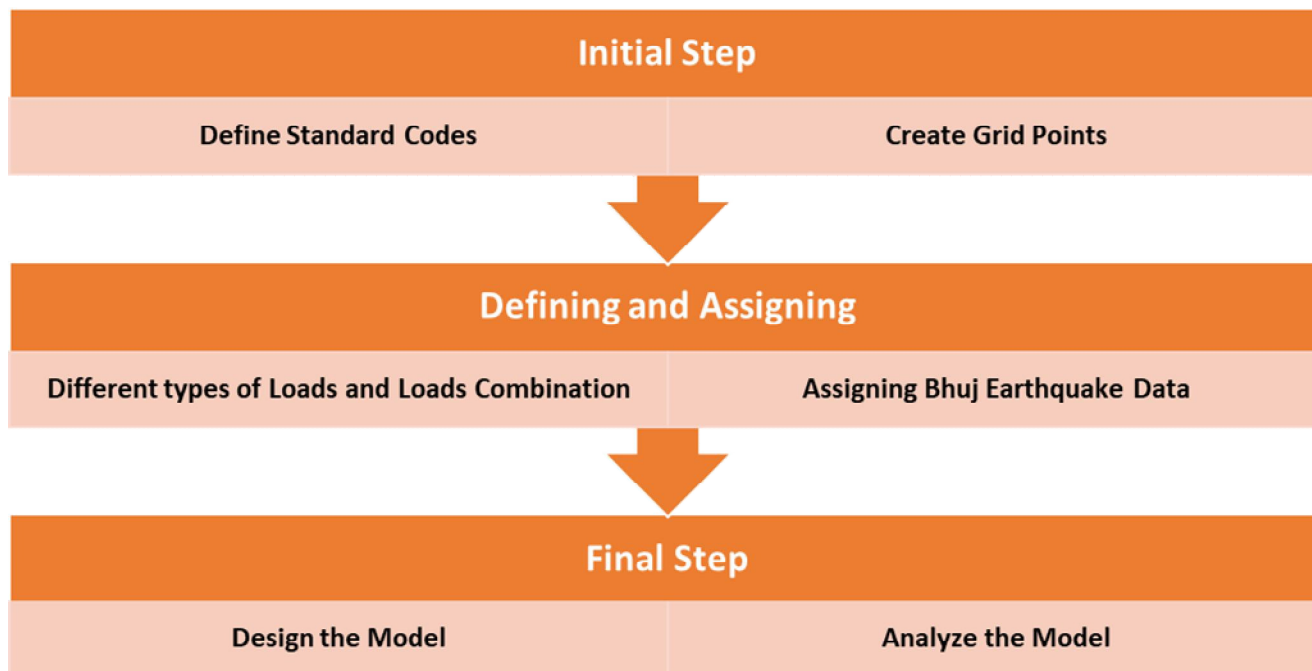 Initial Step
Define Standard Codes
Create Grid Points
Defining and Assigning
Different types of Loads and Loads Combination
Assigning Bhuj Earthquake Data
Final Step
Design the Model
Analyze the Model